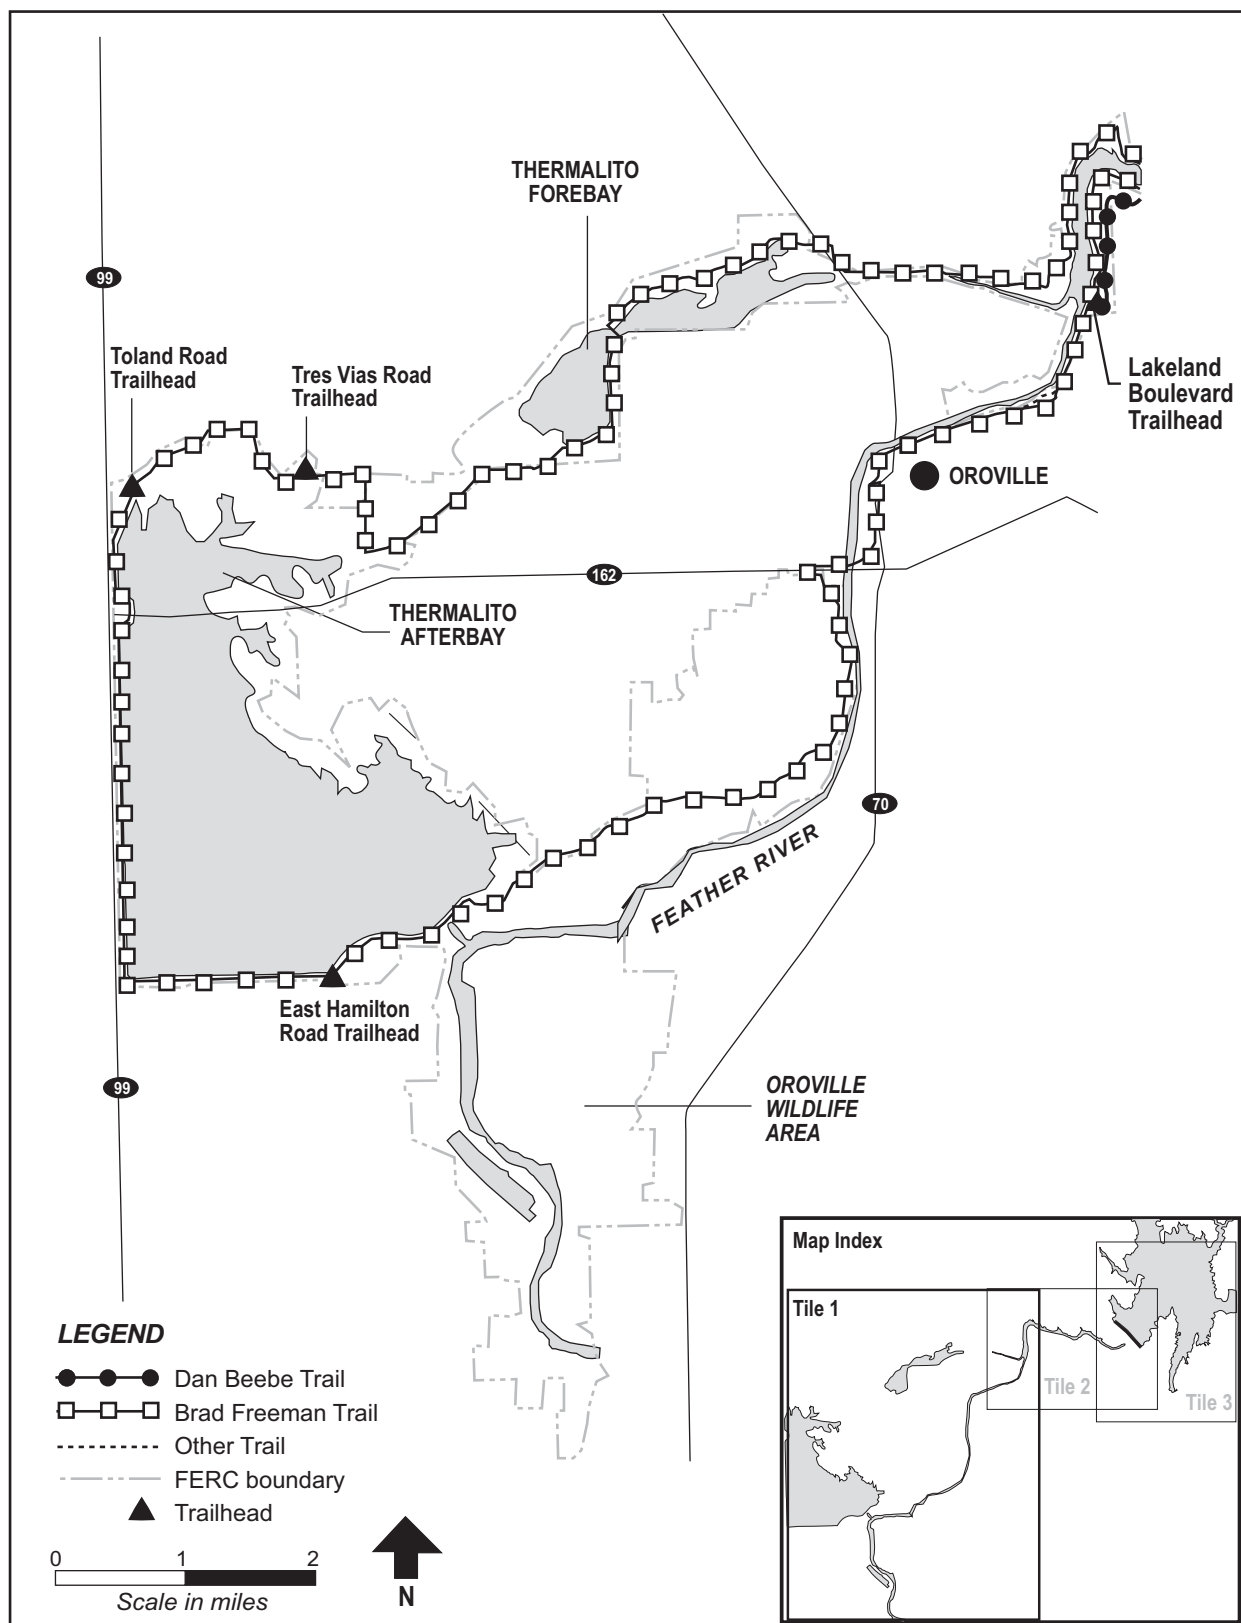 THERMALITO
FOREBAY
99
Toland Road
Trailhead
Tres Vias Road
Trailhead
Lakeland
Boulevard
Trailhead
OROVILLE
162
THERMALITO
AFTERBAY
70
FEATHER RIVER
East Hamilton
Road Trailhead
99
OROVILLE
WILDLIFE
AREA
Map Index
Tile 1
Tile 2
Tile 3
LEGEND
Dan Beebe Trail
Brad Freeman Trail
Other Trail
FERC boundary
Trailhead
0 1 2
Scale in miles
N